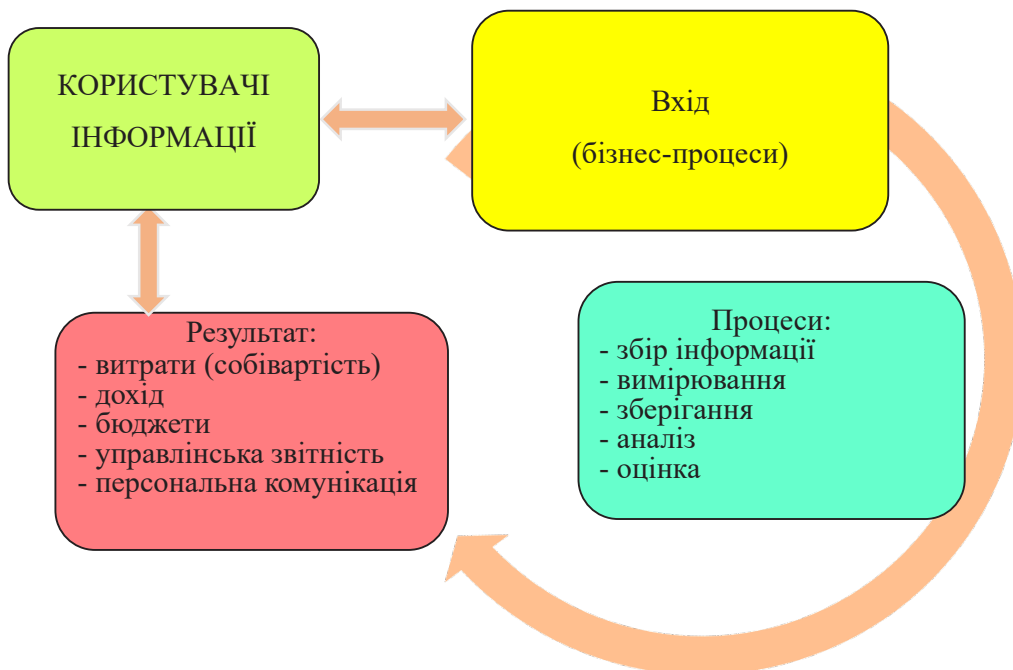 КОРИСТУВАЧІ
ІНФОРМАЦІЇ
Вхід
(бізнес-процеси)
Результат:
- витрати (собівартість)
- дохід
- бюджети
- управлінська звітність
- персональна комунікація
Процеси:
- збір інформації
- вимірювання
- зберігання
- аналіз
- оцінка